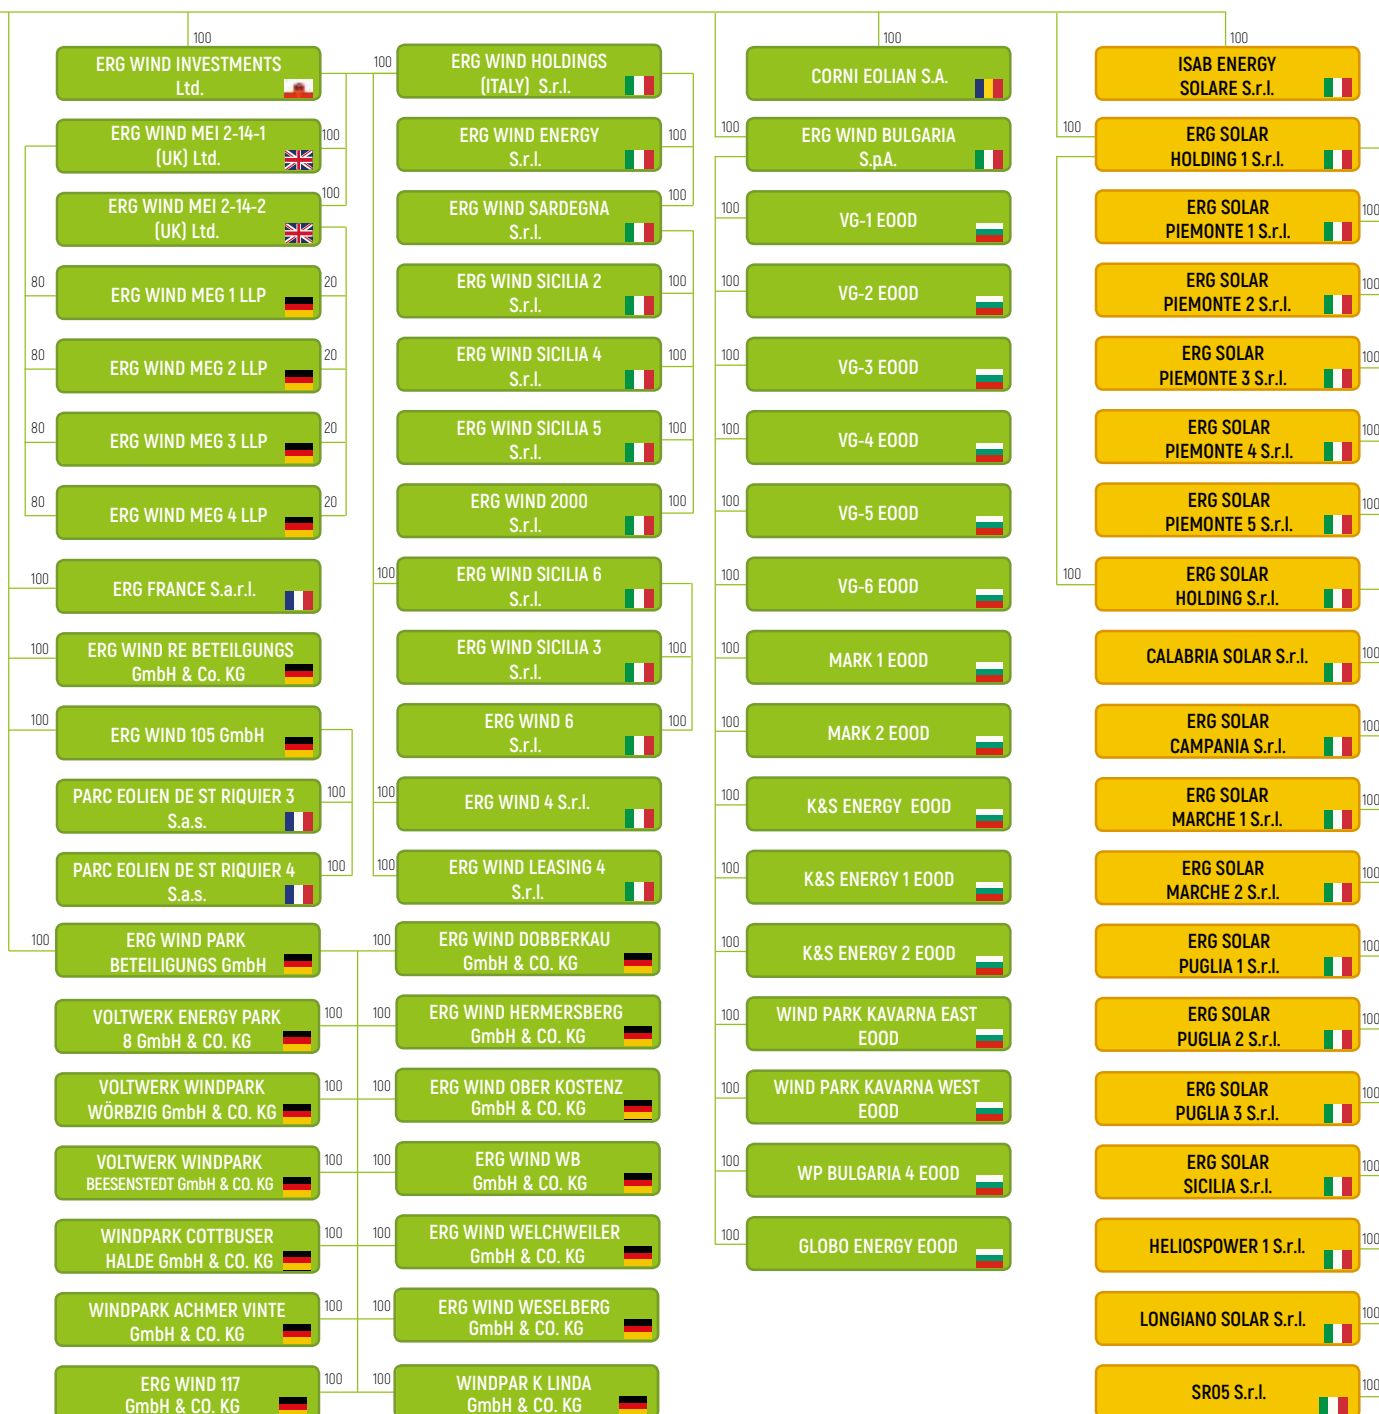 100
ERG WIND INVESTMENTS
Ltd.
100
ERG WIND MEI 2-14-1
(UK) Ltd.
100
ERG WIND MEI 2-14-2
(UK) Ltd.
80
ERG WIND MEG 1 LLP
20
80
ERG WIND MEG 2 LLP
20
80
ERG WIND MEG 3 LLP
20
80
ERG WIND MEG 4 LLP
20
100
ERG FRANCE S.a.r.l.
100
ERG WIND RE BETEILGUNGS
GmbH & Co. KG
100
ERG WIND 105 GmbH
PARC EOLIEN DE ST RIQUIER 3
S.a.s.
100
PARC EOLIEN DE ST RIQUIER 4
S.a.s.
100
100
ERG WIND PARK
BETEILIGUNGS GmbH
VOLTWERK ENERGY PARK
8 GmbH & CO. KG
100
VOLTWERK WINDPARK
WÖRBZIG GmbH & CO. KG
100
VOLTWERK WINDPARK
BEESENSTEDT GmbH & CO. KG
100
WINDPARK COTTBUSER
HALDE GmbH & CO. KG
100
WINDPARK ACHMER VINTE
GmbH & CO. KG
100
ERG WIND 117
GmbH & CO. KG
100
100
ERG WIND HOLDINGS
(ITALY) S.r.l.
ERG WIND ENERGY
S.r.l.
100
ERG WIND SARDEGNA
S.r.l.
100
ERG WIND SICILIA 2
S.r.l.
100
ERG WIND SICILIA 4
S.r.l.
100
ERG WIND SICILIA 5
S.r.l.
100
ERG WIND 2000
S.r.l.
100
100
ERG WIND SICILIA 6
S.r.l.
ERG WIND SICILIA 3
S.r.l.
100
ERG WIND 6
S.r.l.
100
100
ERG WIND 4 S.r.l.
100
ERG WIND LEASING 4
S.r.l.
100
ERG WIND DOBBERKAU
GmbH & CO. KG
100
ERG WIND HERMERSBERG
GmbH & CO. KG
100
ERG WIND OBER KOSTENZ
GmbH & CO. KG
100
ERG WIND WB
GmbH & CO. KG
100
ERG WIND WELCHWEILER
GmbH & CO. KG
100
ERG WIND WESELBERG
GmbH & CO. KG
100
WINDPAR K LINDA
GmbH & CO. KG
100
CORNI EOLIAN S.A.
100
ERG WIND BULGARIA
S.p.A.
100
VG-1 EOOD
100
VG-2 EOOD
100
VG-3 EOOD
100
VG-4 EOOD
100
VG-5 EOOD
100
VG-6 EOOD
100
MARK 1 EOOD
100
MARK 2 EOOD
100
K&S ENERGY EOOD
100
K&S ENERGY 1 EOOD
100
K&S ENERGY 2 EOOD
100
WIND PARK KAVARNA EAST
EOOD
100
WIND PARK KAVARNA WEST
EOOD
100
WP BULGARIA 4 EOOD
100
GLOBO ENERGY EOOD
100
ISAB ENERGY
SOLARE S.r.l.
100
ERG SOLAR
HOLDING 1 S.r.l.
ERG SOLAR
PIEMONTE 1 S.r.l.
100
ERG SOLAR
PIEMONTE 2 S.r.l.
100
ERG SOLAR
PIEMONTE 3 S.r.l.
100
ERG SOLAR
PIEMONTE 4 S.r.l.
100
ERG SOLAR
PIEMONTE 5 S.r.l.
100
100
ERG SOLAR
HOLDING S.r.l.
CALABRIA SOLAR S.r.l.
100
ERG SOLAR
CAMPANIA S.r.l.
100
ERG SOLAR
MARCHE 1 S.r.l.
100
ERG SOLAR
MARCHE 2 S.r.l.
100
ERG SOLAR
PUGLIA 1 S.r.l.
100
ERG SOLAR
PUGLIA 2 S.r.l.
100
ERG SOLAR
PUGLIA 3 S.r.l.
100
ERG SOLAR
SICILIA S.r.l.
100
HELIOSPOWER 1 S.r.l.
100
LONGIANO SOLAR S.r.l.
100
SR05 S.r.l.
100